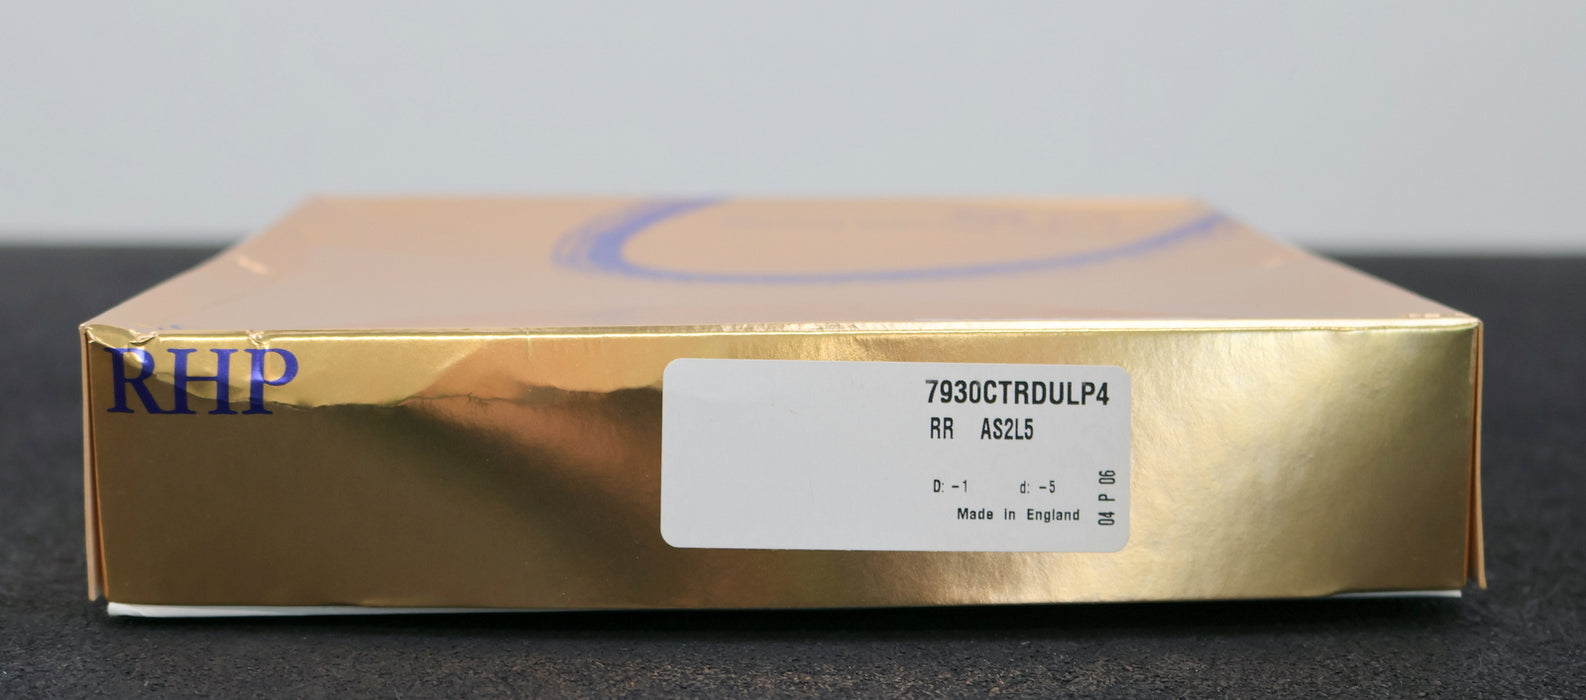 RHP
7930CTRDULP4
RR AS2L5
D: -1 d: -5
Made in England
04 P 06